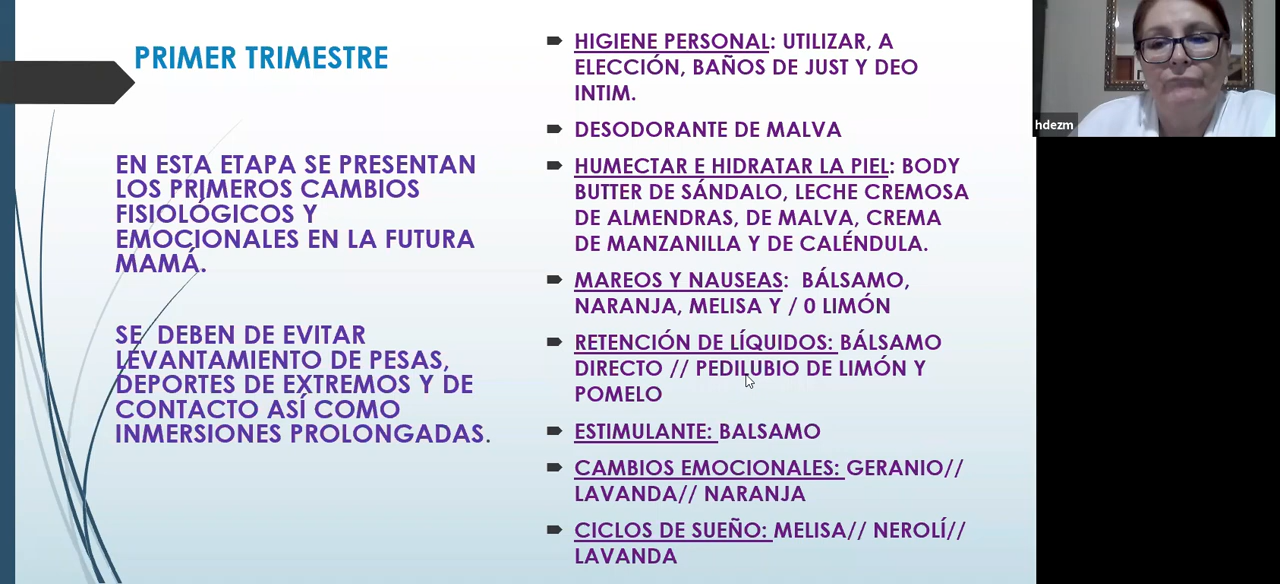 PRIMER TRIMESTRE
EN ESTA ETAPA SE PRESENTAN
LOS PRIMEROS CAMBIOS
FISIOLÓGICOS Y
EMOCIONALES EN LA FUTURA
MAMÁ.
SE DEBEN DE EVITAR
LEVANTAMIENTO DE PESAS,
DEPORTES DE EXTREMOS Y DE
CONTACTO ASÍ COMO
INMERSIONES PROLONGADAS.
HIGIENE PERSONAL: UTILIZAR, A
ELECCIÓN, BAÑOS DE JUST Y DEO
INTIM.
DESODORANTE DE MALVA
HUMECTAR E HIDRATAR LA PIEL: BODY
BUTTER DE SÁNDALO, LECHE CREMOSA
DE ALMENDRAS, DE MALVA, CREMA
DE MANZANILLA Y DE CALÉNDULA.
MAREOS Y NAUSEAS: BÁLSAMO,
NARANJA, MELISA Y / 0 LIMÓN
RETENCIÓN DE LÍQUIDOS: BÁLSAMO
DIRECTO // PEDILUBIO DE LIMÓN Y
POMELO
ESTIMULANTE: BALSAMO
CAMBIOS EMOCIONALES: GERANIO//
LAVANDA// NARANJA
CICLOS DE SUEÑO: MELISA// NEROLÍ//
LAVANDA
hdezm